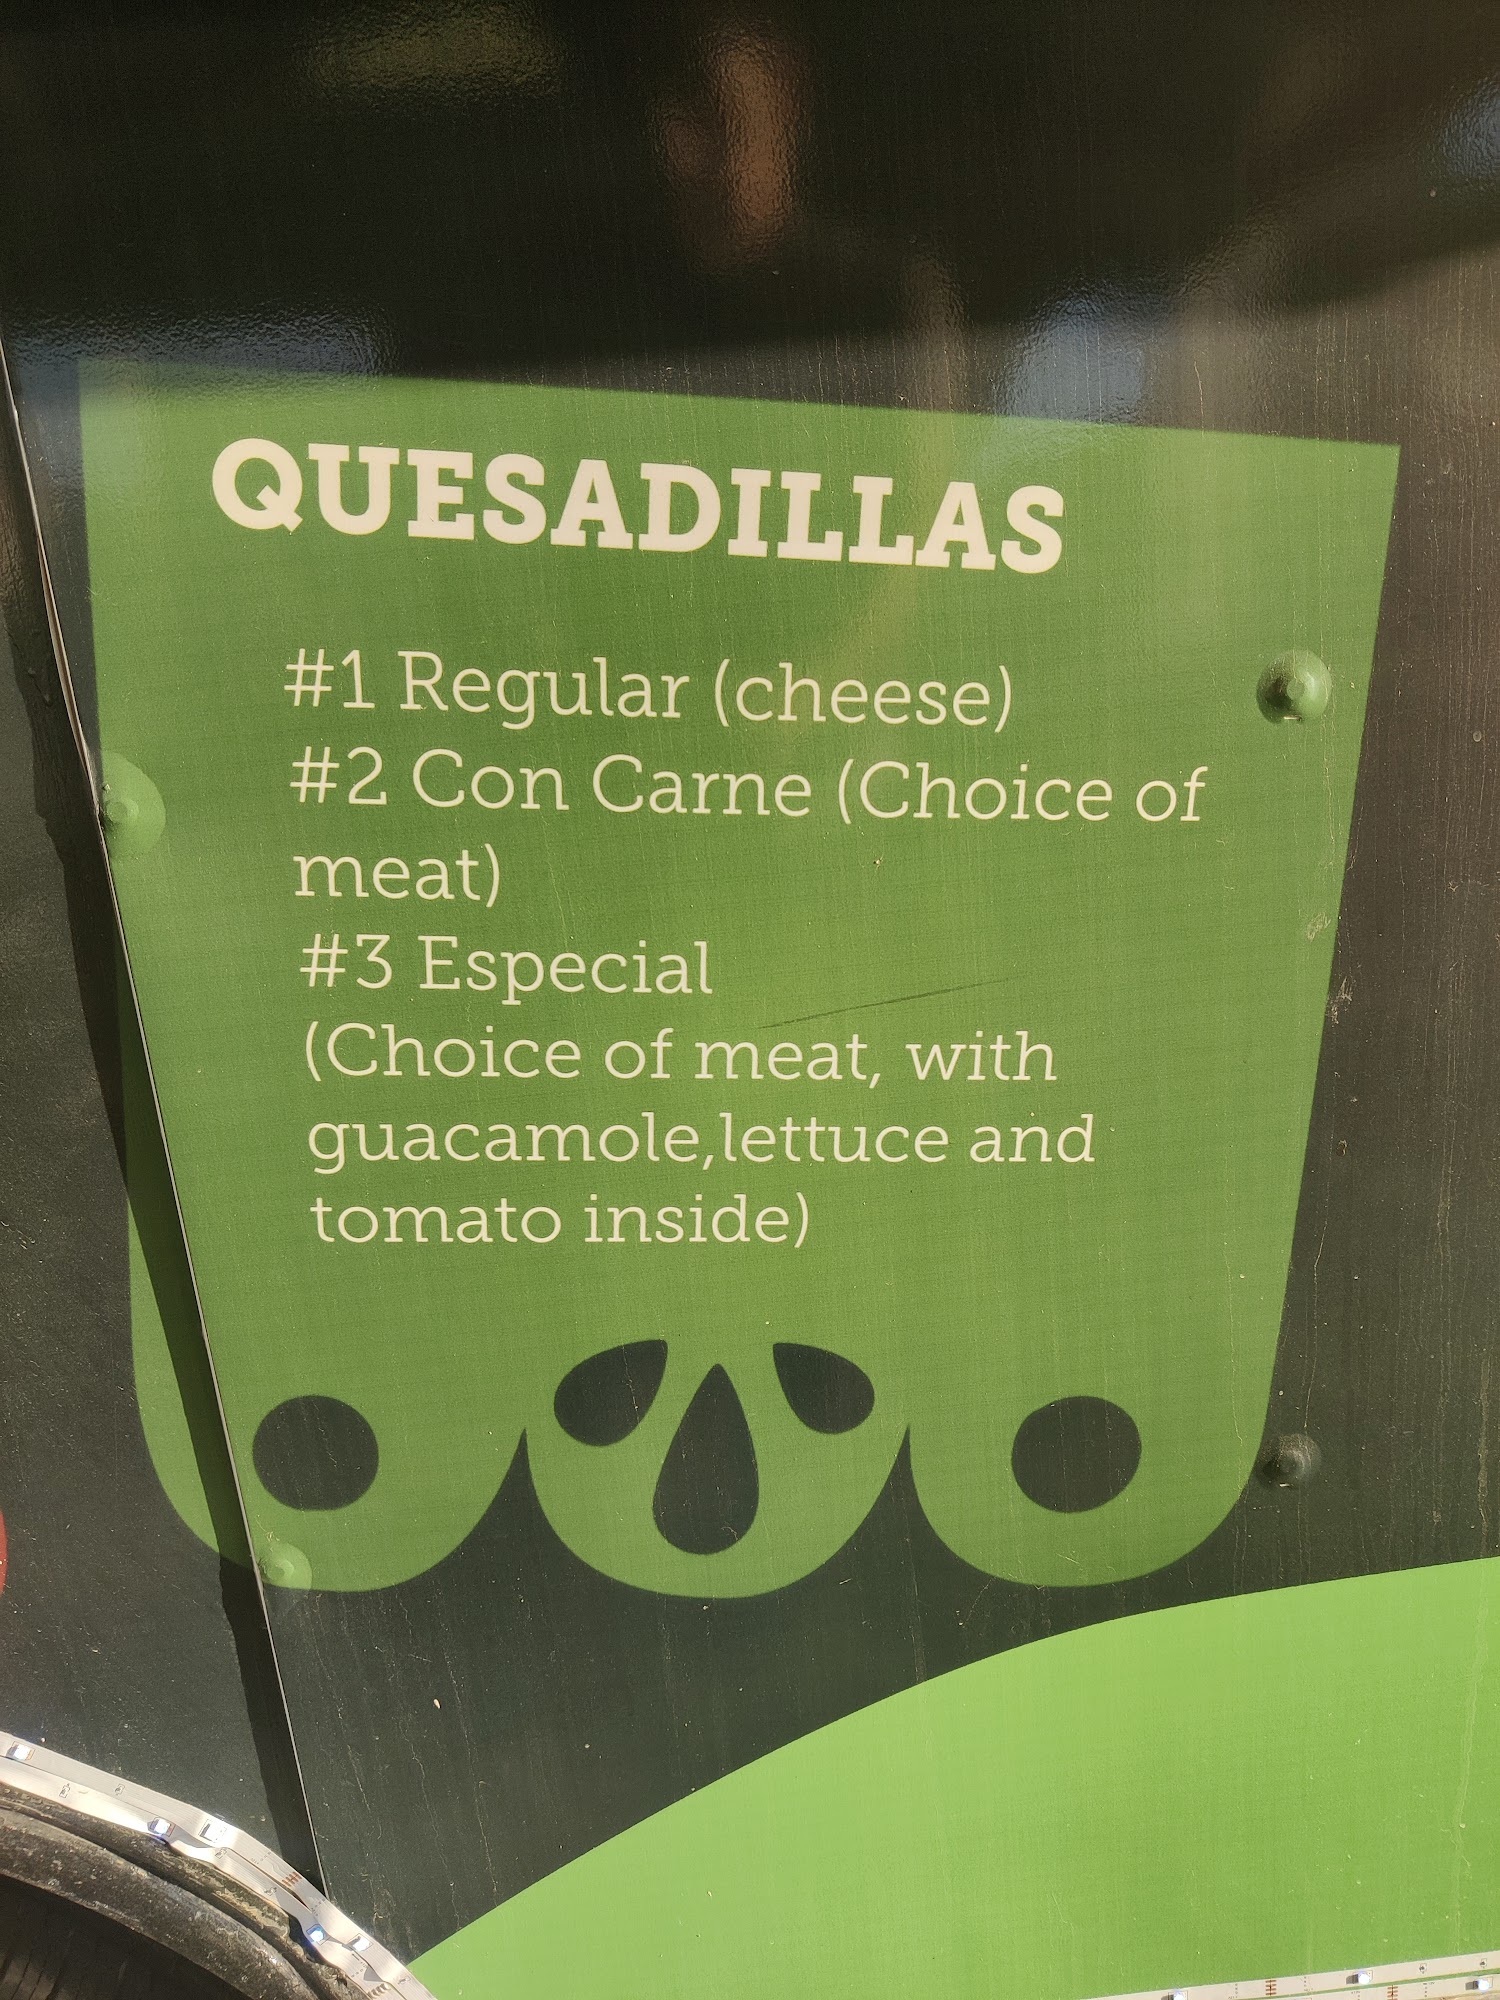 QUESADILLAS
#1 Regular (cheese)
#2 Con Carne (Choice of
meat)
#3 Especial
(Choice of meat, with
guacamole,lettuce and
tomato inside)